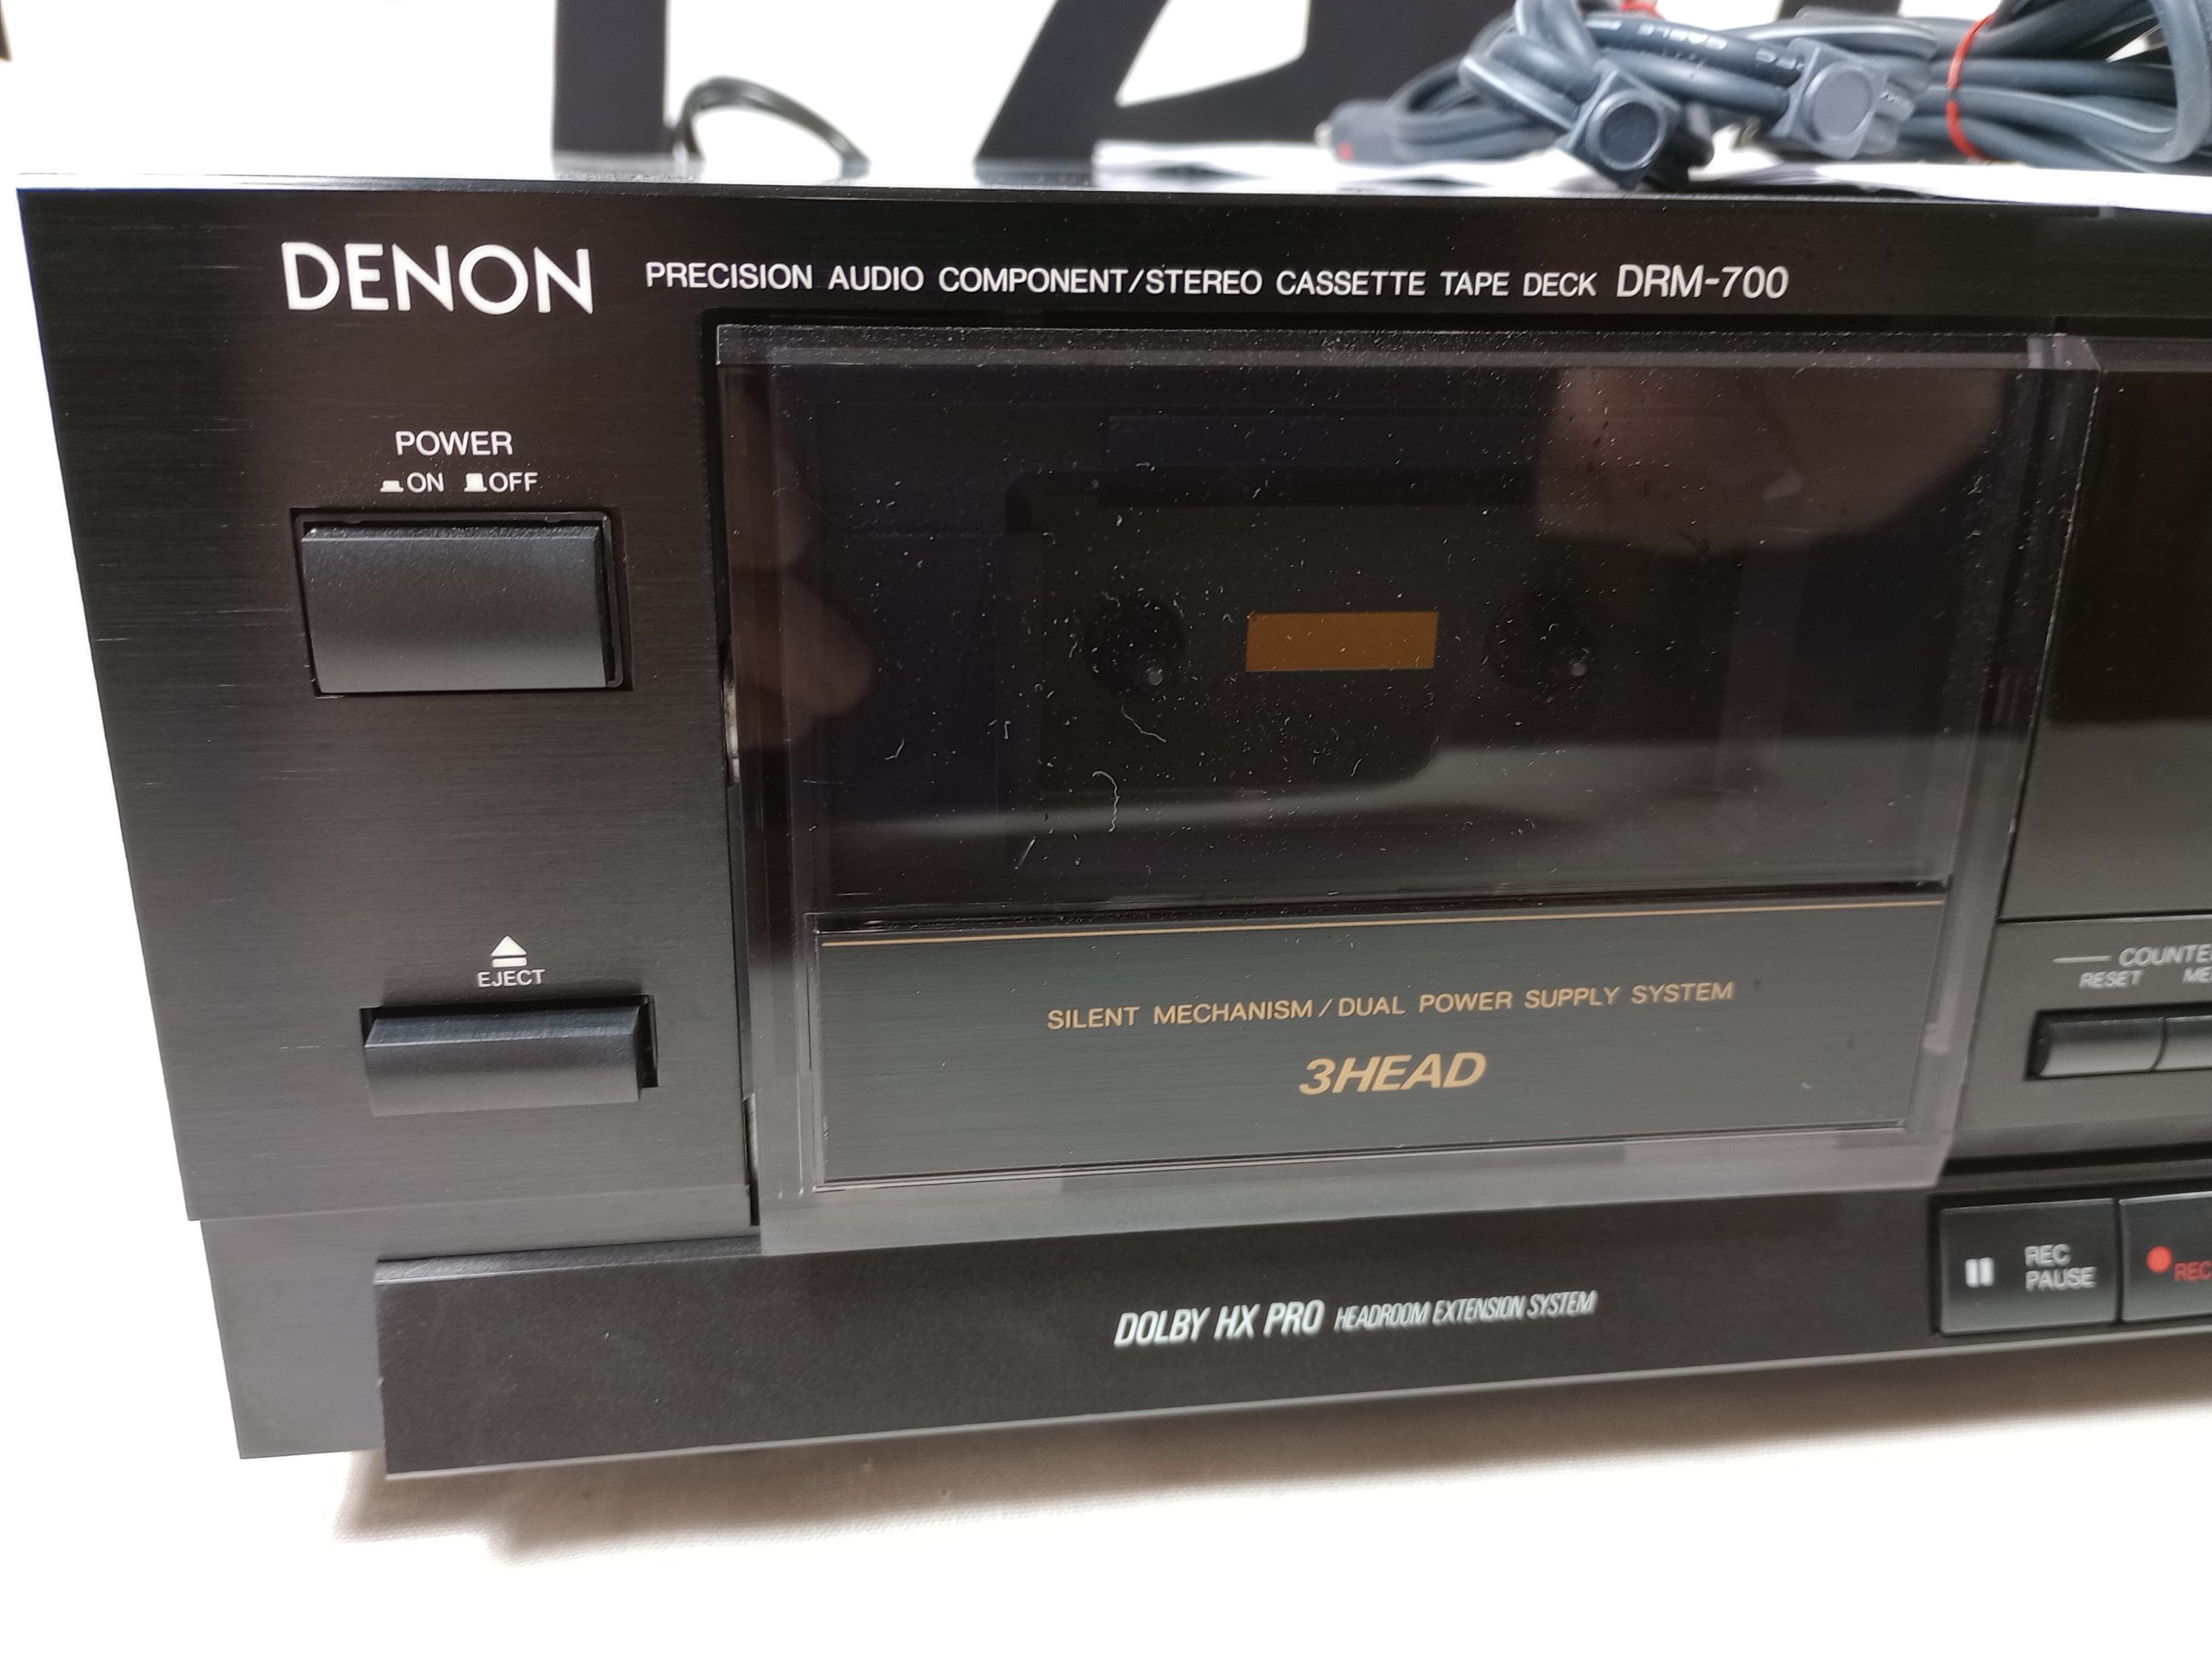 DENON PRECISION AUDIO COMPONENT/STEREO CASSETTE TAPE DECK DRM-700
POWER
ON OFF
EJECT
SILENT MECHANISM/DUAL POWER SUPPLY SYSTEM
3HEAD
RESET
DOLBY HX PRO HEADROOM EXTENSION SYSTEM
REC
PAUSE
REC